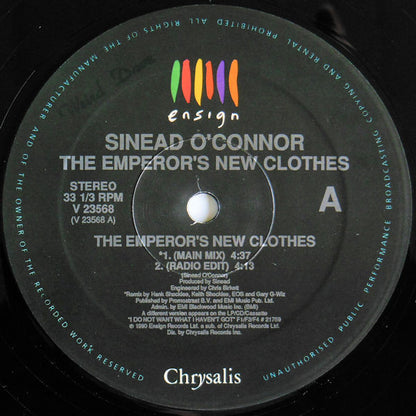 OF THE MANUFACTURER AND OF THE OWNER OF THE RECORDED WORK RESERVED
UNAUTHORISED PUBLIC PERFORMANCE BROADCASTING COPYING AND RENTAL ALL RIGHTS
ensign
SINEAD O'CONNOR
THE EMPEROR'S NEW CLOTHES
STEREO
33 1/3 RPM
V 23568
(V 23568 A)
A
THE EMPEROR'S NEW CLOTHES
*1. (MAIN MIX) 4:37
2. (RADIO EDIT) 4:13
(Sinead O'Connor)
Produced by Sinead
Engineered by Chris Birkett
*Remix by Hank Shocklee, Keith Shocklee, EOS and Gary G-Wiz
Published by Promostraat B.V. and EMI Music Pub. Ltd.
Admin. by EMI Blackwood Music Inc. (BMI)
A different version appears on the LP/CD/Cassette
"I DO NOT WANT WHAT I HAVEN'T GOT" F1/F2/F4 # 21759
© 1990 Ensign Records Ltd. a sub. of Chrysalis Records Ltd.
Dis. by Chrysalis Records Inc.
Chrysalis